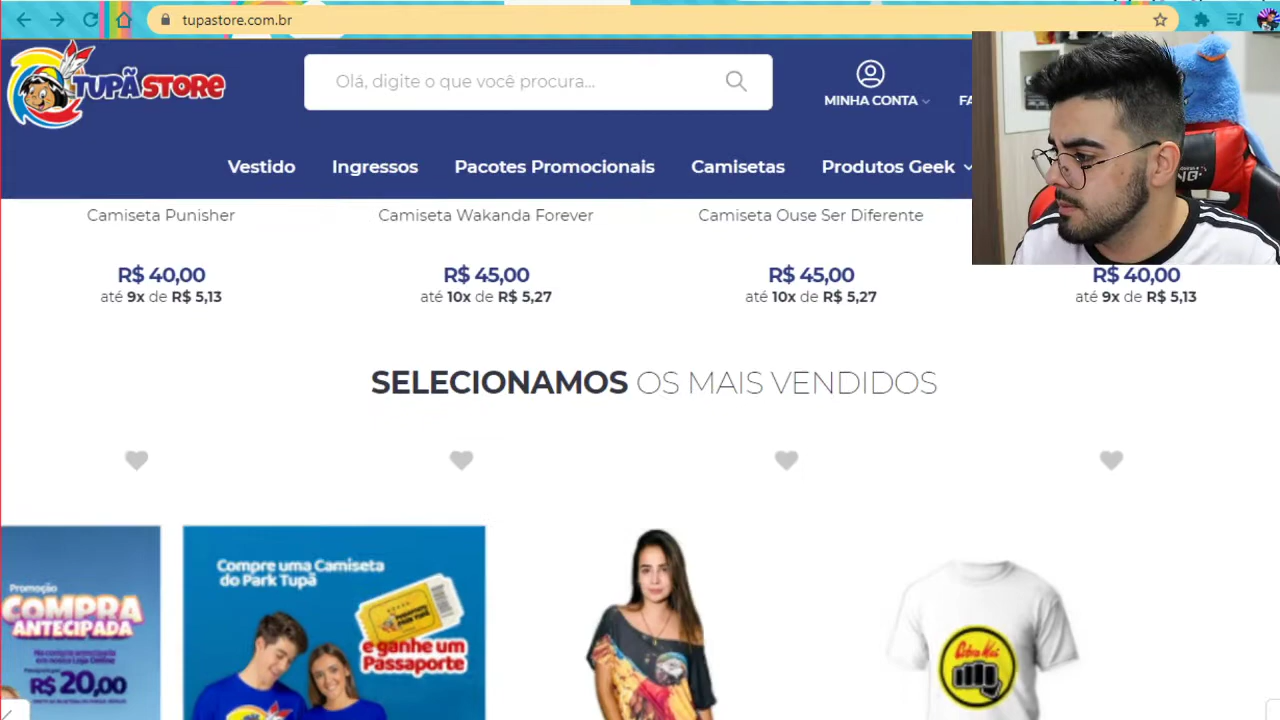 tupastore.com.br
TUPÃ STORE
Olá, digite o que você procura...
MINHA CONTA
FA
Vestido Ingressos Pacotes Promocionais Camisetas Produtos Geek
Camiseta Punisher Camiseta Wakanda Forever Camiseta Ouse Ser Diferente
R$ 40,00 R$ 45,00 R$ 45,00 R$ 40,00
até 9x de R$ 5,13 até 10x de R$ 5,27 até 10x de R$ 5,27 até 9x de R$ 5,13
SELECIONAMOS OS MAIS VENDIDOS
Promoção
COMPRA
ANTECIPADA
R$ 20,00
Compre uma Camiseta
do Park Tupã
e ganhe um
Passaporte
Cobra Kai